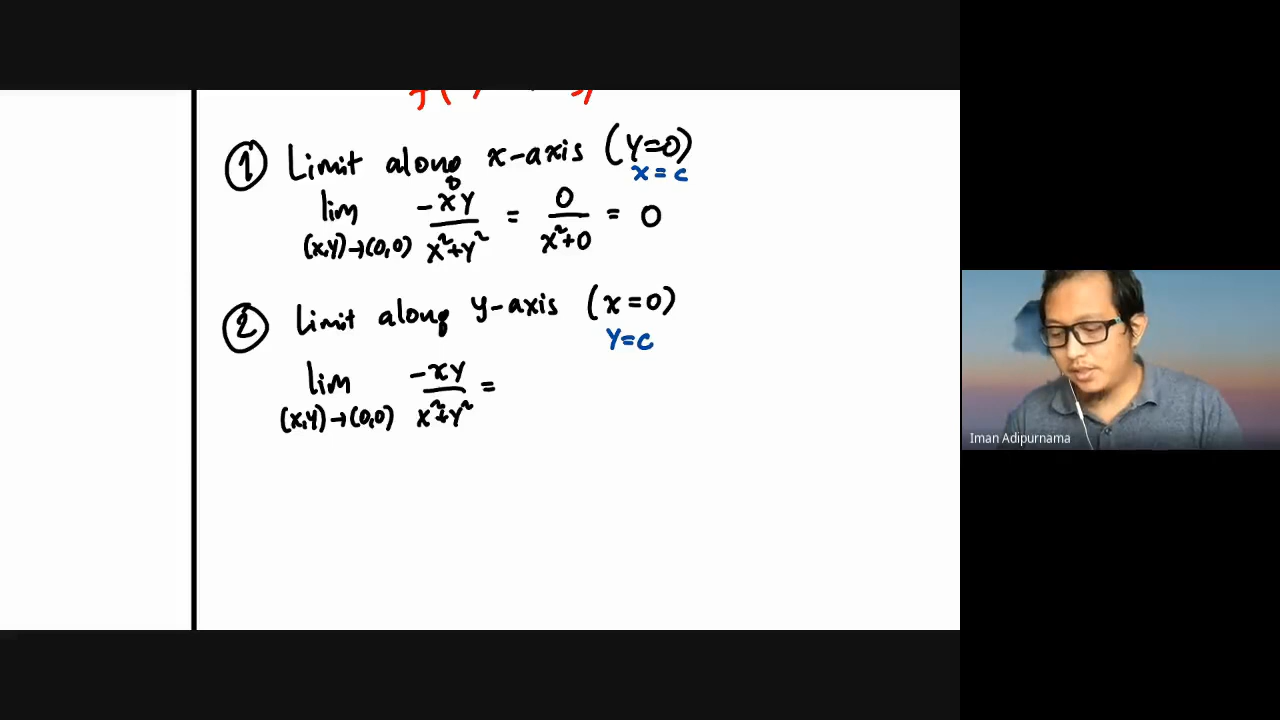 ① Limit along x-axis (Y=0)
x = c
lim (x,y)→(0,0) -xy/x²+y² = 0/x²+0 = 0
② Limit along y-axis (x=0)
Y=c
lim (x,y)→(0,0) -xy/x²+y² =
Iman Adipurnama